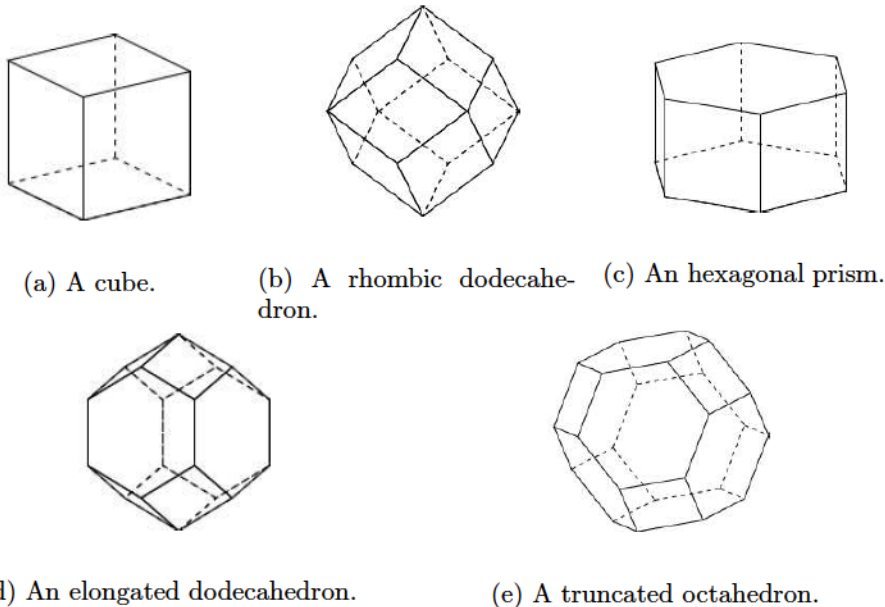 (a) A cube.
(b) A rhombic dodecahe-
dron.
(c) An hexagonal prism.
d) An elongated dodecahedron.
(e) A truncated octahedron.